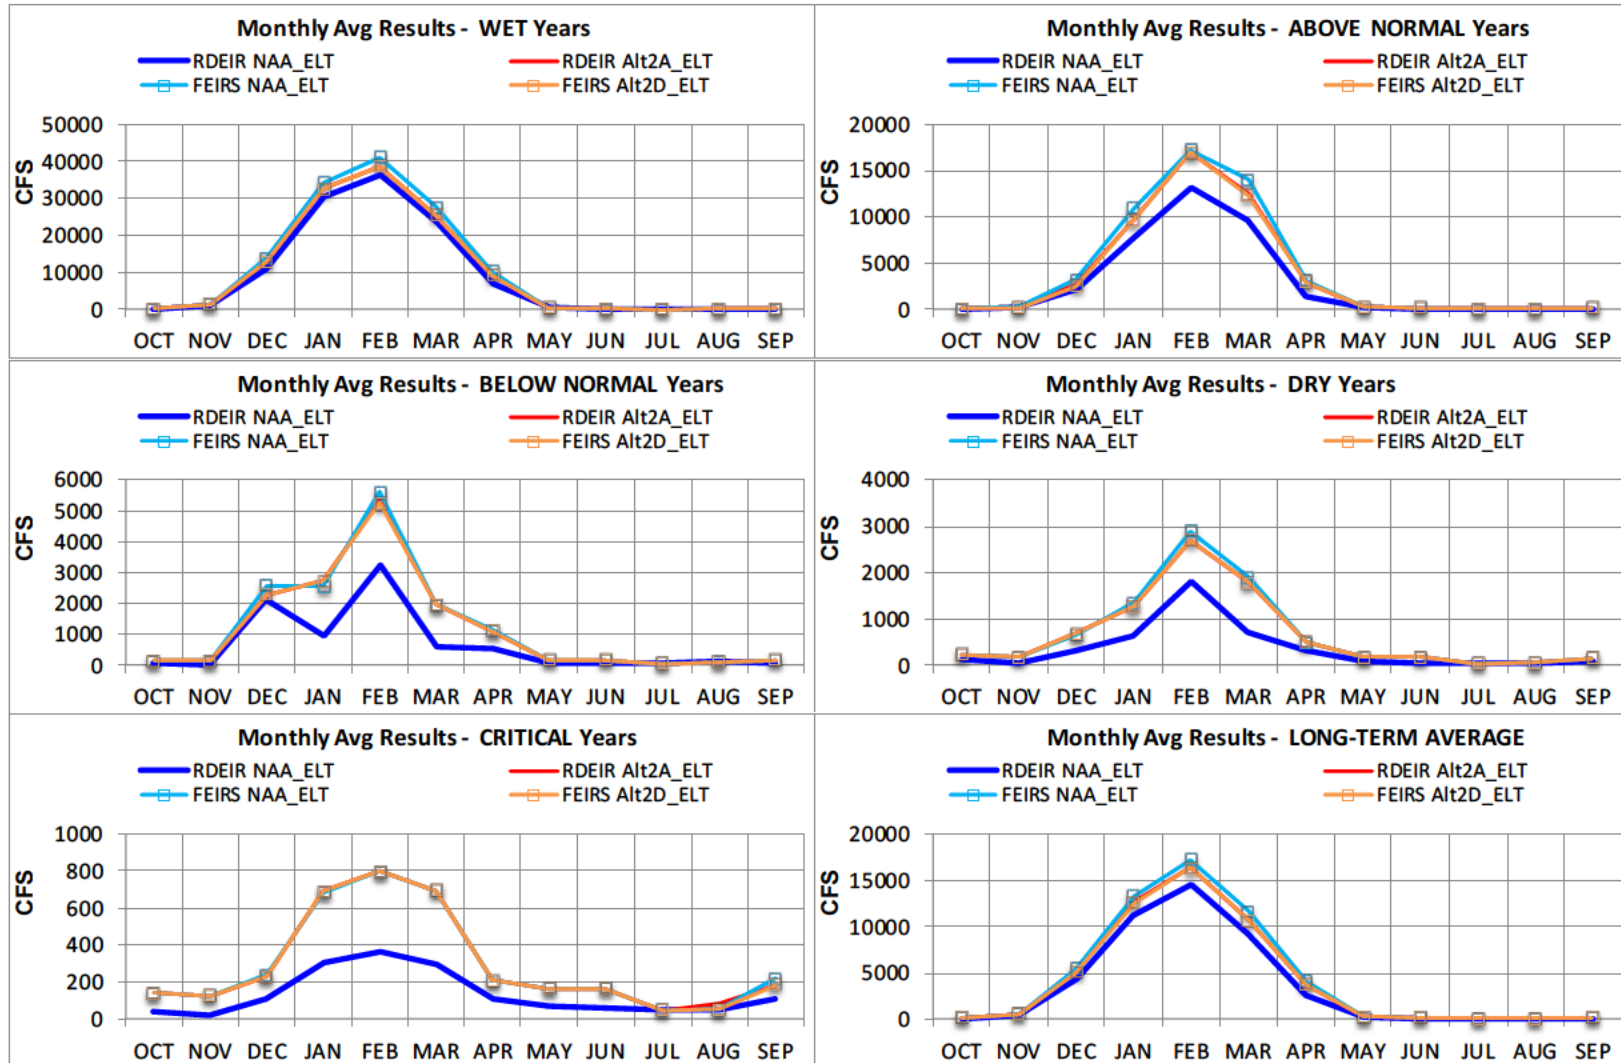 Monthly Avg Results - WET Years
RDEIR NAA_ELT RDEIR Alt2A_ELT
FEIRS NAA_ELT FEIRS Alt2D_ELT
50000
40000
30000
20000
10000
0
CFS
OCT NOV DEC JAN FEB MAR APR MAY JUN JUL AUG SEP
Monthly Avg Results - ABOVE NORMAL Years
RDEIR NAA_ELT RDEIR Alt2A_ELT
FEIRS NAA_ELT FEIRS Alt2D_ELT
20000
15000
10000
5000
0
CFS
OCT NOV DEC JAN FEB MAR APR MAY JUN JUL AUG SEP
Monthly Avg Results - BELOW NORMAL Years
RDEIR NAA_ELT RDEIR Alt2A_ELT
FEIRS NAA_ELT FEIRS Alt2D_ELT
6000
5000
4000
3000
2000
1000
0
CFS
OCT NOV DEC JAN FEB MAR APR MAY JUN JUL AUG SEP
Monthly Avg Results - DRY Years
RDEIR NAA_ELT RDEIR Alt2A_ELT
FEIRS NAA_ELT FEIRS Alt2D_ELT
4000
3000
2000
1000
0
CFS
OCT NOV DEC JAN FEB MAR APR MAY JUN JUL AUG SEP
Monthly Avg Results - CRITICAL Years
RDEIR NAA_ELT RDEIR Alt2A_ELT
FEIRS NAA_ELT FEIRS Alt2D_ELT
1000
800
600
400
200
0
CFS
OCT NOV DEC JAN FEB MAR APR MAY JUN JUL AUG SEP
Monthly Avg Results - LONG-TERM AVERAGE
RDEIR NAA_ELT RDEIR Alt2A_ELT
FEIRS NAA_ELT FEIRS Alt2D_ELT
20000
15000
10000
5000
0
CFS
OCT NOV DEC JAN FEB MAR APR MAY JUN JUL AUG SEP